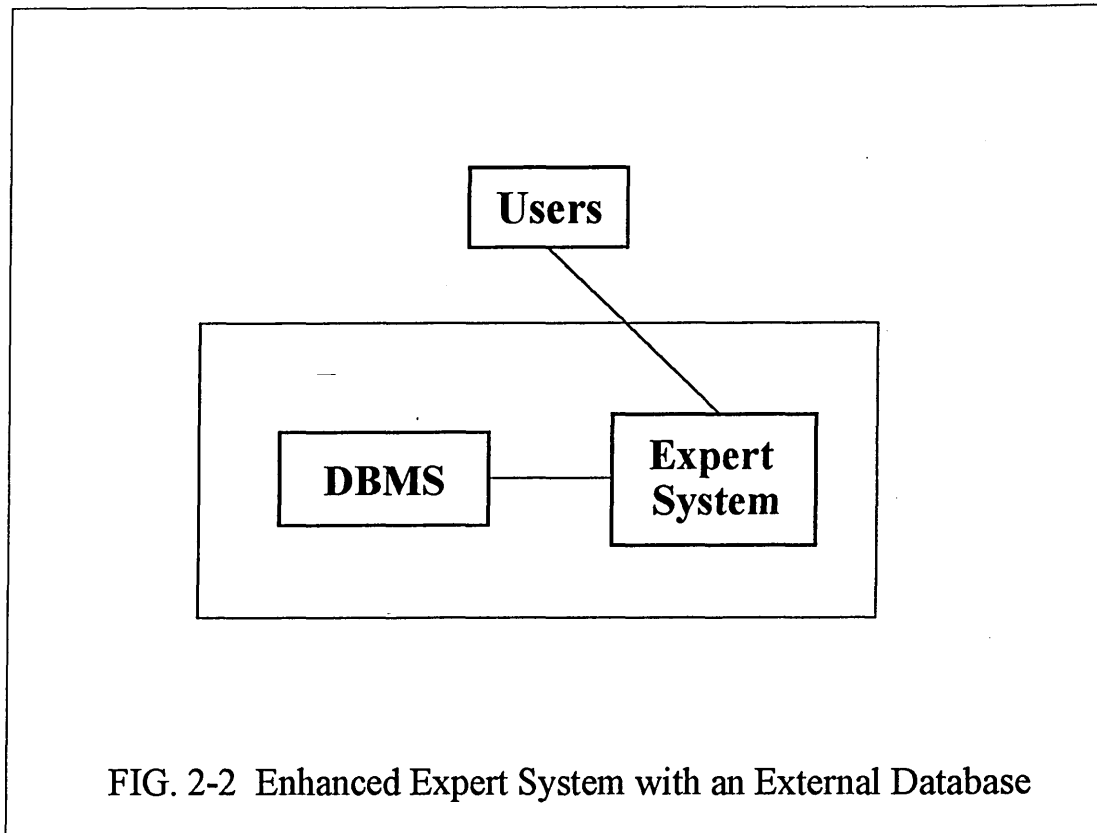 Users
DBMS
Expert
System
FIG. 2-2 Enhanced Expert System with an External Database